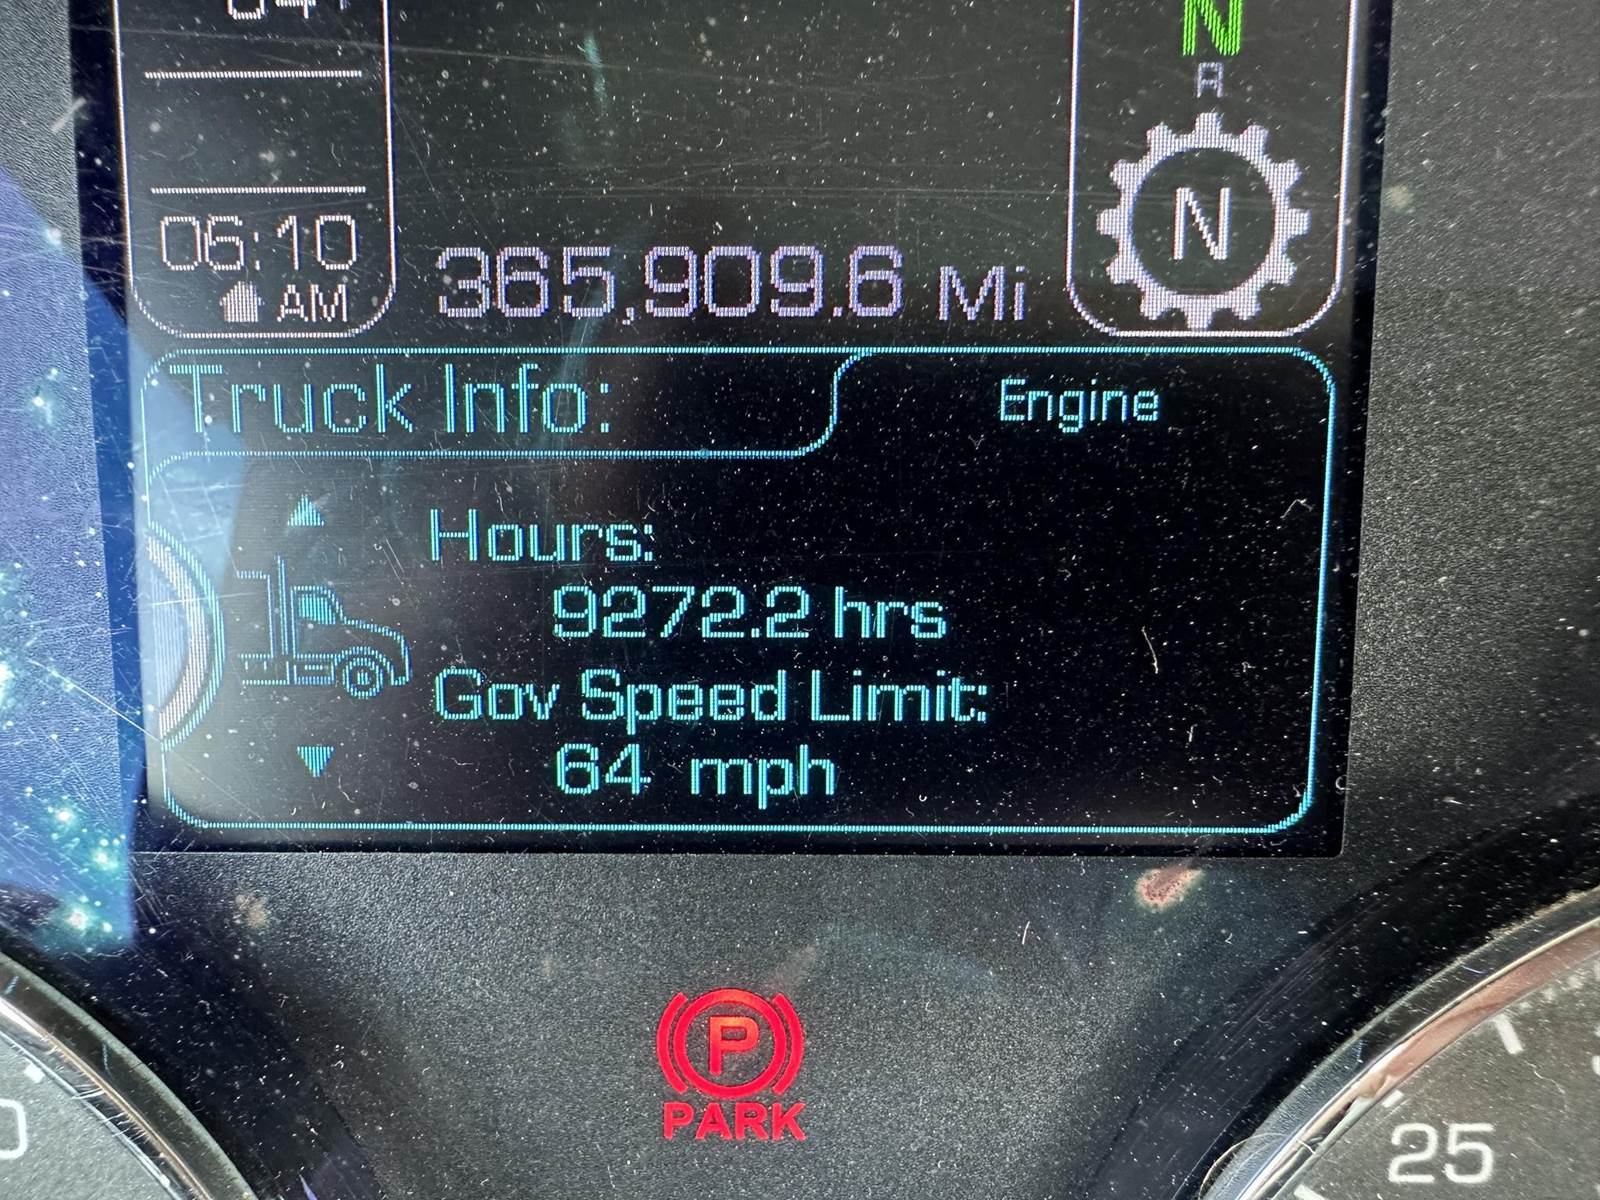 N
R
N
06:10
AM
365,909.6 Mi
Truck Info:
Engine
Hours:
9272.2 hrs
Gov Speed Limit:
64 mph
P
PARK
0
25